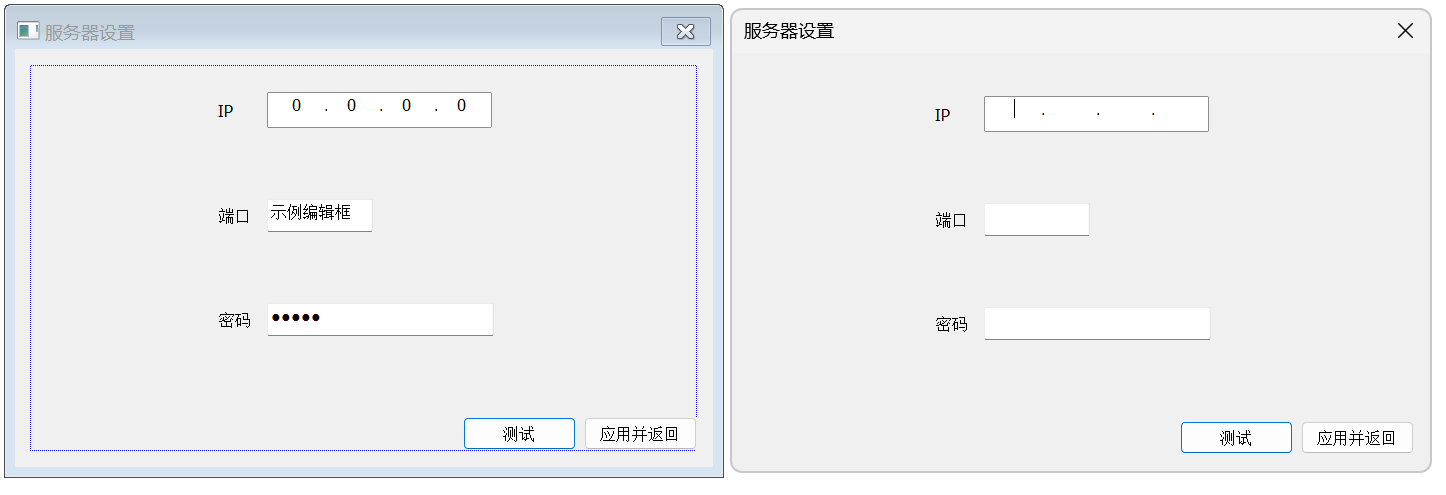 服务器设置
IP 0 . 0 . 0 . 0
端口 示例编辑框
密码 ●●●●●
测试 应用并返回
服务器设置
IP . . .
端口
密码
测试 应用并返回